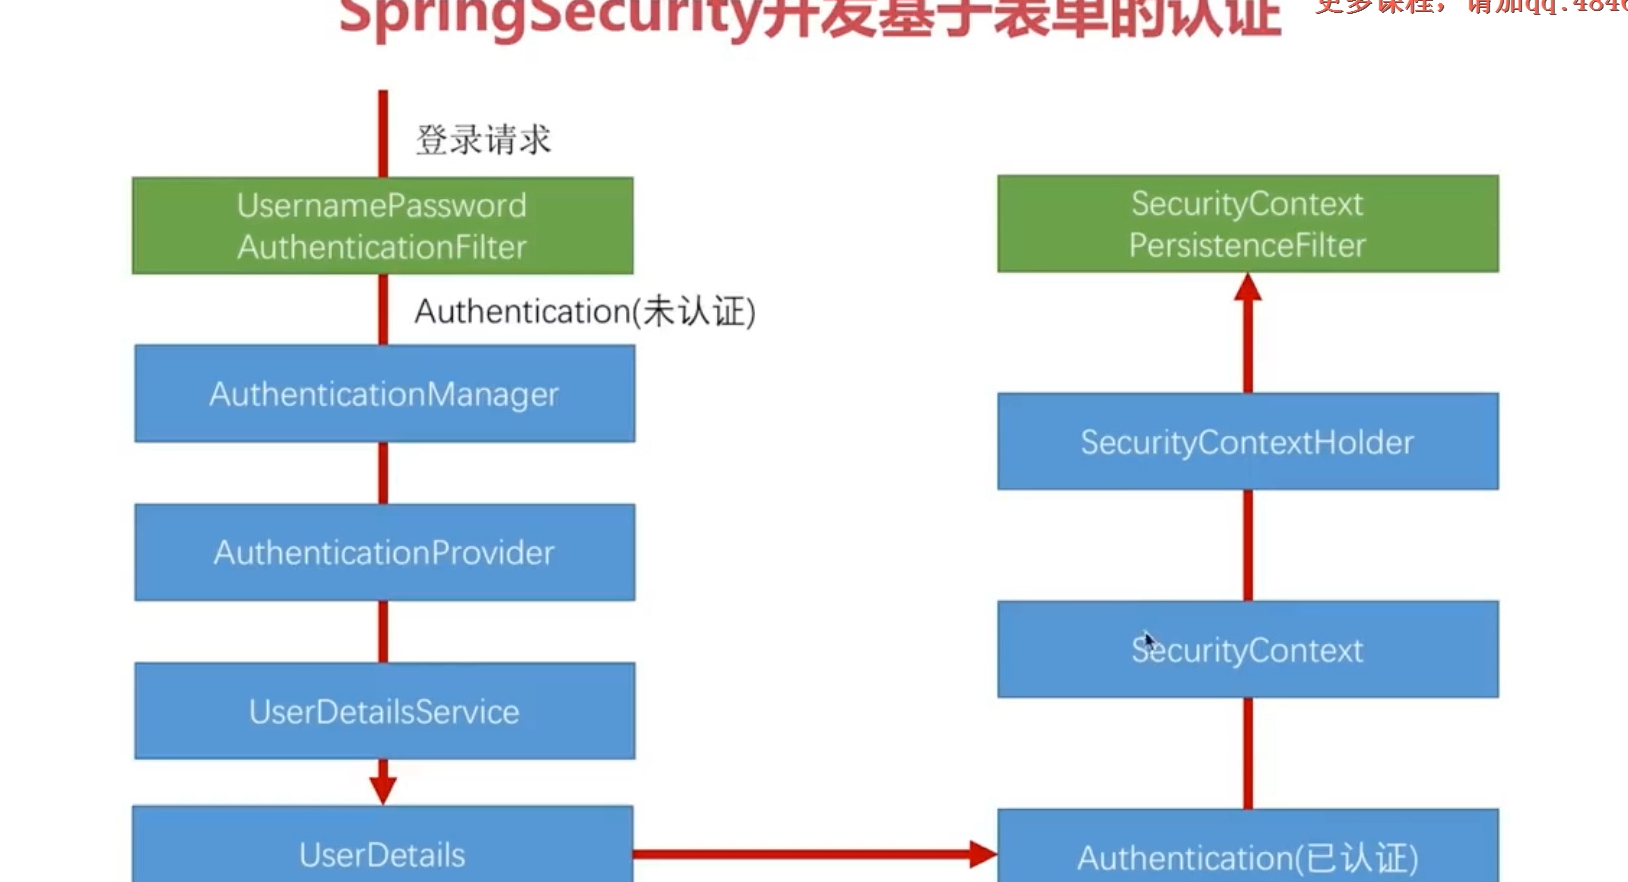 SpringSecurity开发基于表单的认证
更多课程，请加qq.4846
登录请求
UsernamePassword
AuthenticationFilter
Authentication(未认证)
AuthenticationManager
AuthenticationProvider
UserDetailsService
UserDetails
SecurityContext
PersistenceFilter
SecurityContextHolder
SecurityContext
Authentication(已认证)